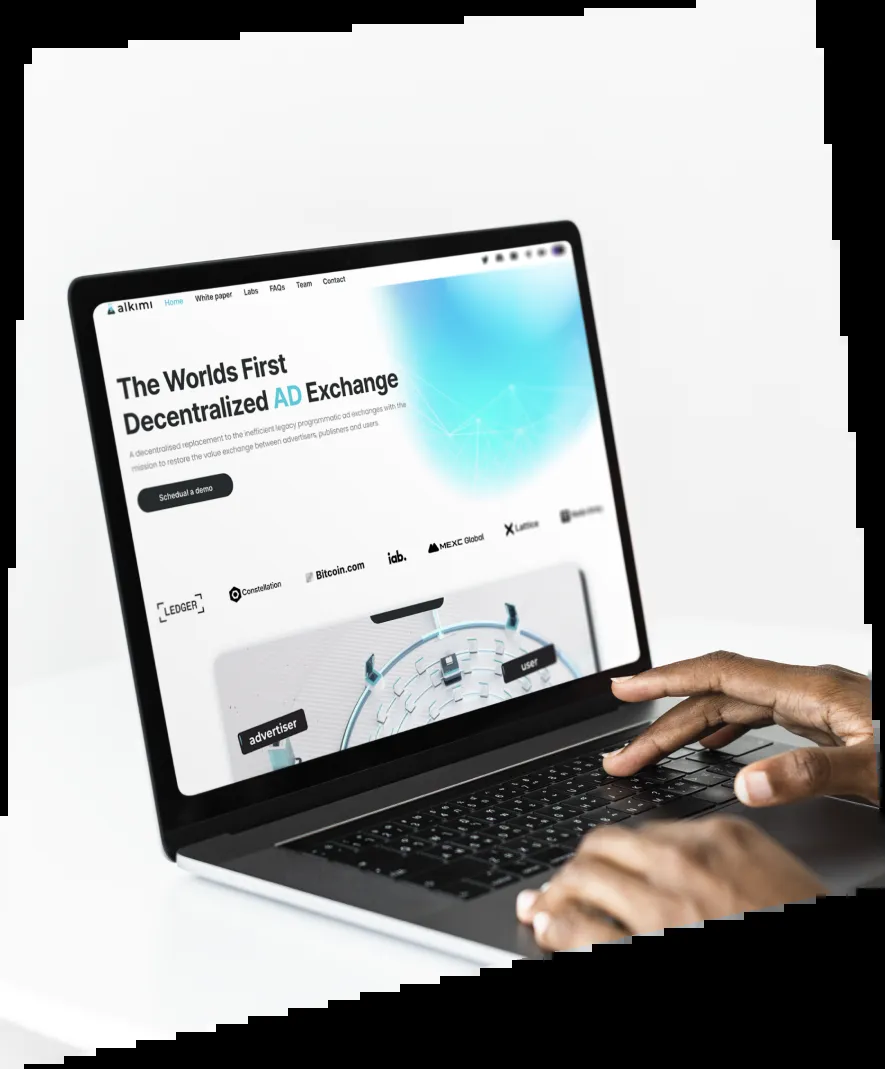 alkimi Home White paper Labs FAQs Team Contact
The Worlds First
Decentralized AD Exchange
A decentralised replacement to the inefficient legacy programmatic ad exchanges with the
mission to restore the value exchange between advertisers, publishers and users
Schedual a demo
LEDGER Constellation Bitcoin.com iab. MEXC Global Lattice
user
advertiser